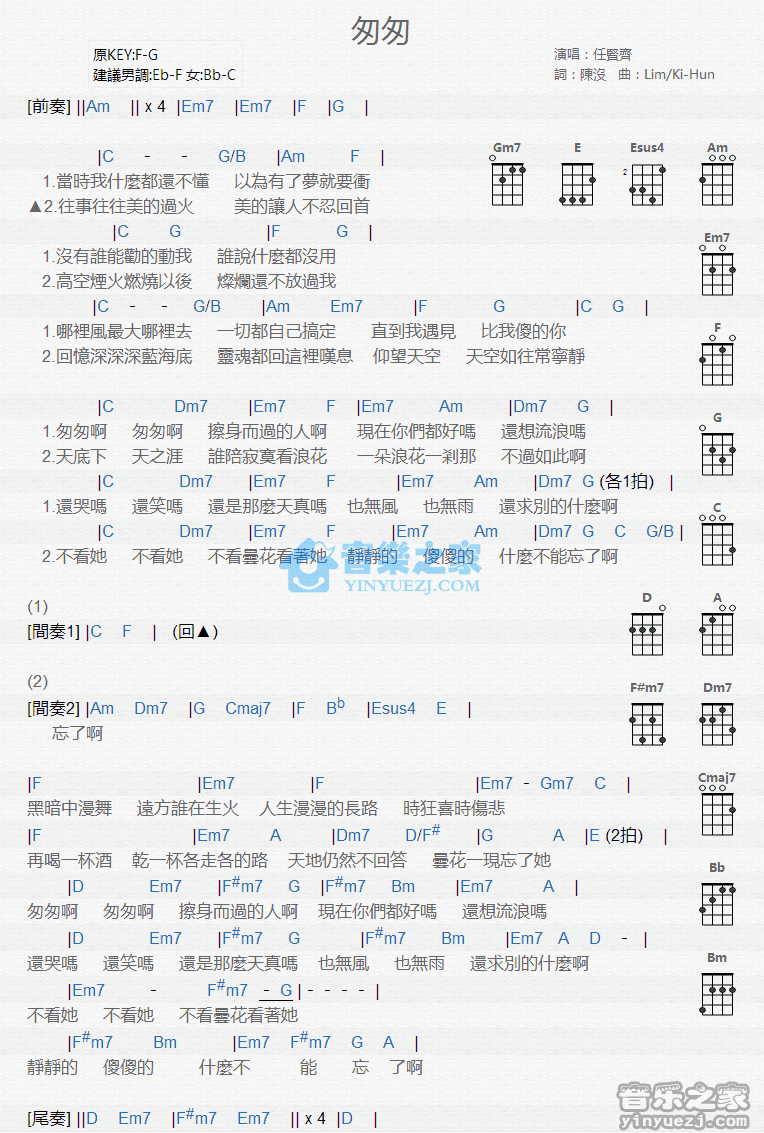 匆匆
原KEY:F-G
建議男調:Eb-F 女:Bb-C
演唱：任賢齊
詞：陳沒 曲：Lim/Ki-Hun
[前奏] ||Am || x 4 |Em7 |Em7 |F |G |
|C - - G/B |Am F |
1.當時我什麼都還不懂 以為有了夢就要衝
▲2.往事往往美的過火 美的讓人不忍回首
|C G |F G |
1.沒有誰能勸的動我 誰說什麼都沒用
2.高空煙火燃燒以後 燦爛還不放過我
|C - - G/B |Am Em7 |F G |C G |
1.哪裡風最大哪裡去 一切都自己搞定 直到我遇見 比我傻的你
2.回憶深深深藍海底 靈魂都回這裡嘆息 仰望天空 天空如往常寧靜
|C Dm7 |Em7 F |Em7 Am |Dm7 G |
1.匆匆啊 匆匆啊 擦身而過的人啊 現在你們都好嗎 還想流浪嗎
2.天底下 天之涯 誰陪寂寞看浪花 一朵浪花一剎那 不過如此啊
|C Dm7 |Em7 F |Em7 Am |Dm7 G (各1拍) |
1.還哭嗎 還笑嗎 還是那麼天真嗎 也無風 也無雨 還求別的什麼啊
|C Dm7 |Em7 F |Em7 Am |Dm7 G C G/B |
2.不看她 不看她 不看曇花看著她 靜靜的 傻傻的 什麼不能忘了啊
音樂之家
YINYUEZJ.COM
(1)
[間奏1] |C F | (回▲)
(2)
[間奏2] |Am Dm7 |G Cmaj7 |F Bb |Esus4 E |
忘了啊
|F |Em7 |F |Em7 - Gm7 C |
黑暗中漫舞 遠方誰在生火 人生漫漫的長路 時狂喜時傷悲
|F |Em7 A |Dm7 D/F# |G A |E (2拍) |
再喝一杯酒 乾一杯各走各的路 天地仍然不回答 曇花一現忘了她
|D Em7 |F#m7 G |F#m7 Bm |Em7 A |
匆匆啊 匆匆啊 擦身而過的人啊 現在你們都好嗎 還想流浪嗎
|D Em7 |F#m7 G |F#m7 Bm |Em7 A D - |
還哭嗎 還笑嗎 還是那麼天真嗎 也無風 也無雨 還求別的什麼啊
|Em7 - F#m7 - G | - - - - |
不看她 不看她 不看曇花看著她
|F#m7 Bm |Em7 F#m7 G A |
靜靜的 傻傻的 什麼不 能 忘 了啊
[尾奏] ||D Em7 |F#m7 Em7 || x 4 |D |
Gm7 E Esus4 Am
2
Em7
F
G
C
D A
F#m7 Dm7
Cmaj7
Bb
Bm
音乐之家
yinyuezj.com